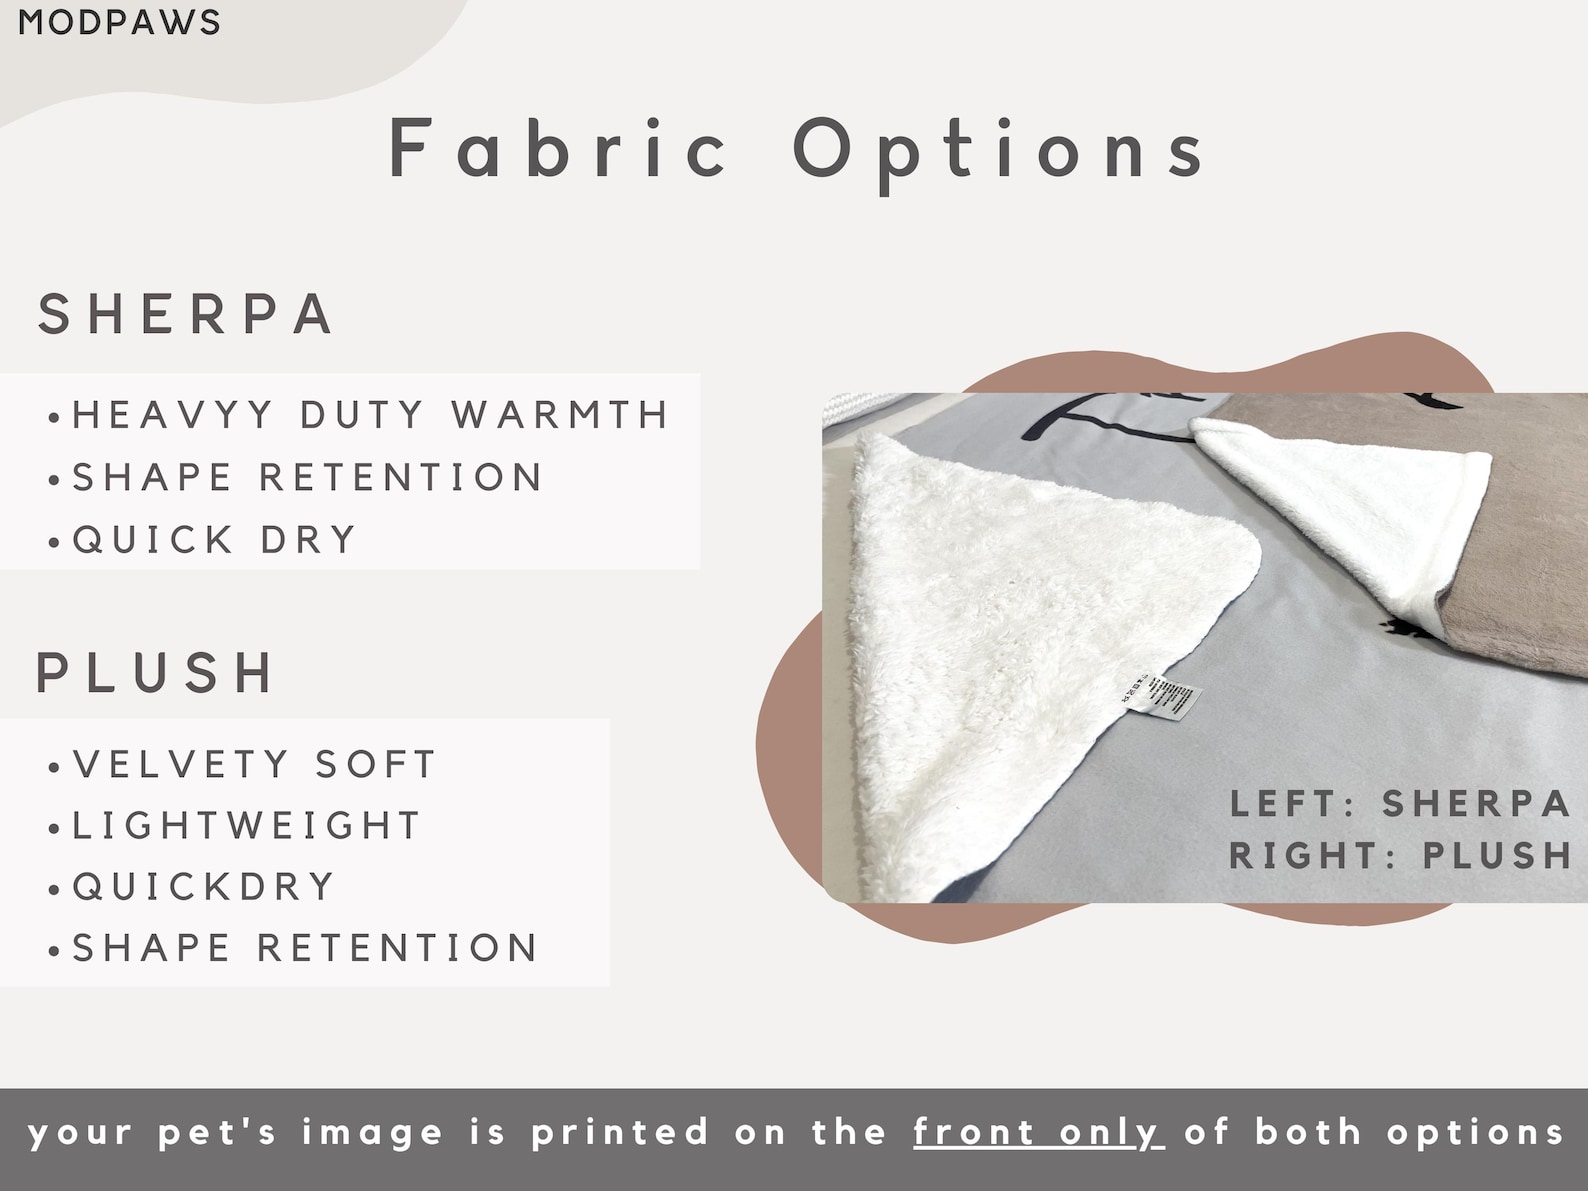 MODPAWS
Fabric Options
SHERPA
• HEAVYY DUTY WARMTH
• SHAPE RETENTION
• QUICK DRY
PLUSH
• VELVETY SOFT
• LIGHTWEIGHT
• QUICKDRY
• SHAPE RETENTION
LEFT: SHERPA
RIGHT: PLUSH
your pet's image is printed on the front only of both options